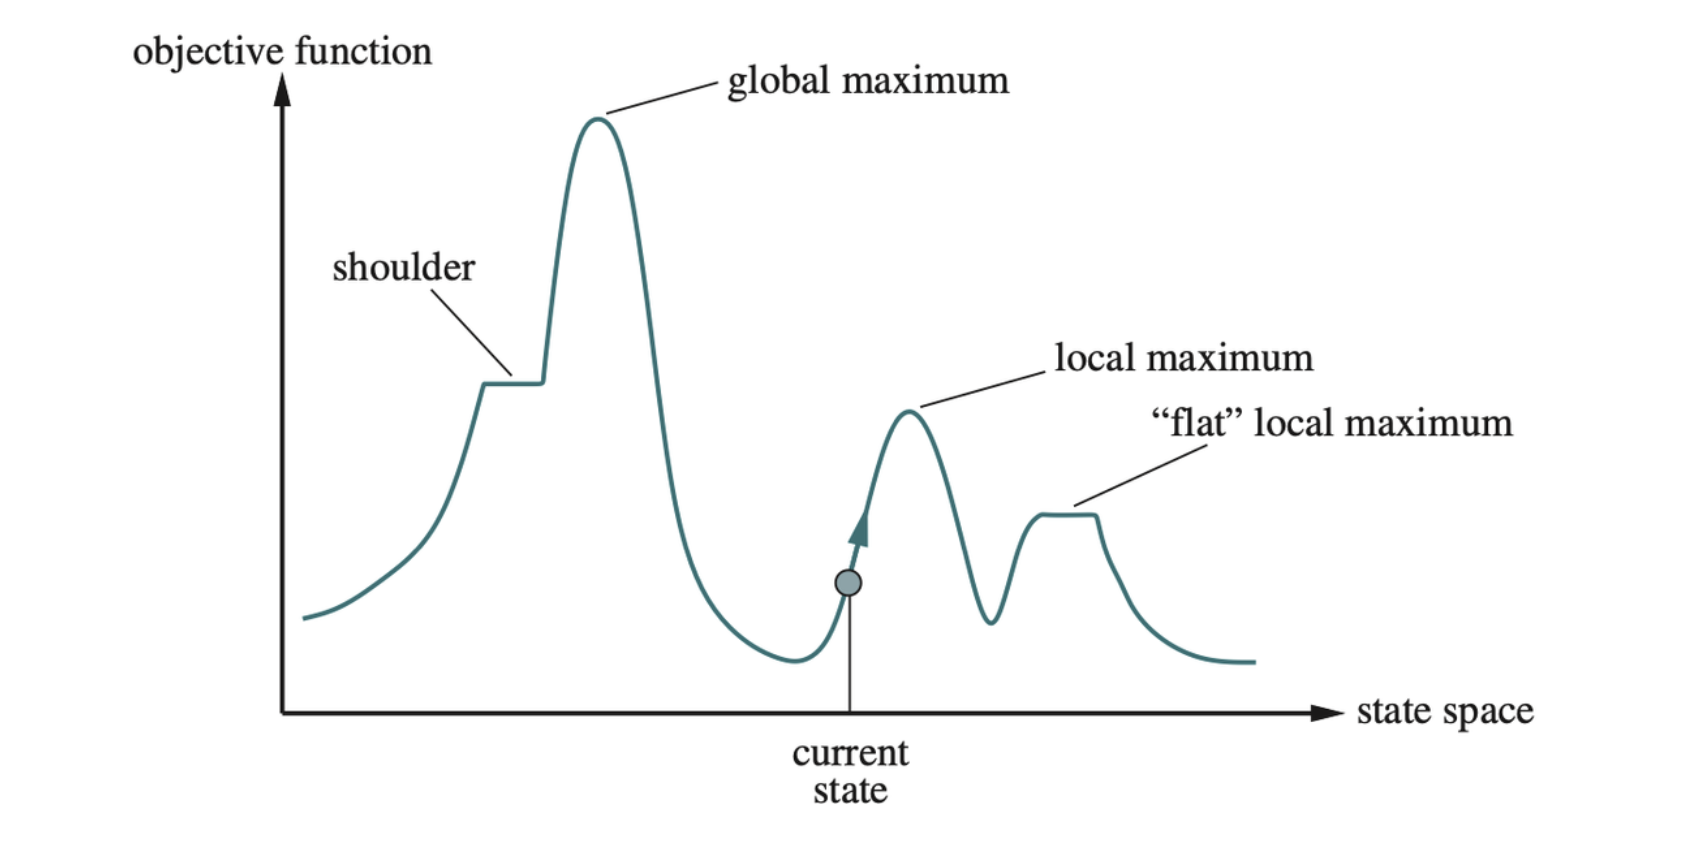 objective function
global maximum
shoulder
local maximum
“flat” local maximum
state space
current
state